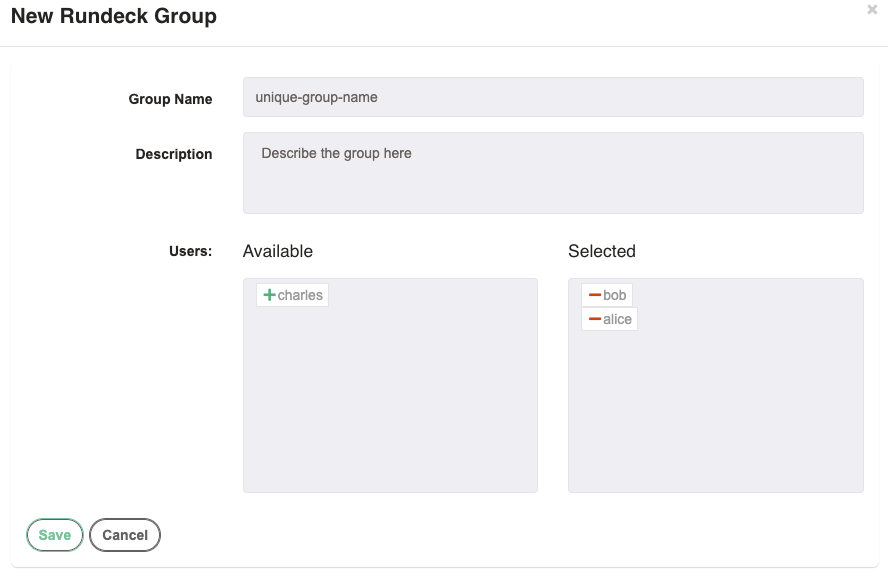 New Rundeck Group
×
Group Name
unique-group-name
Description
Describe the group here
Users:
Available
Selected
+charles
−bob
−alice
Save
Cancel